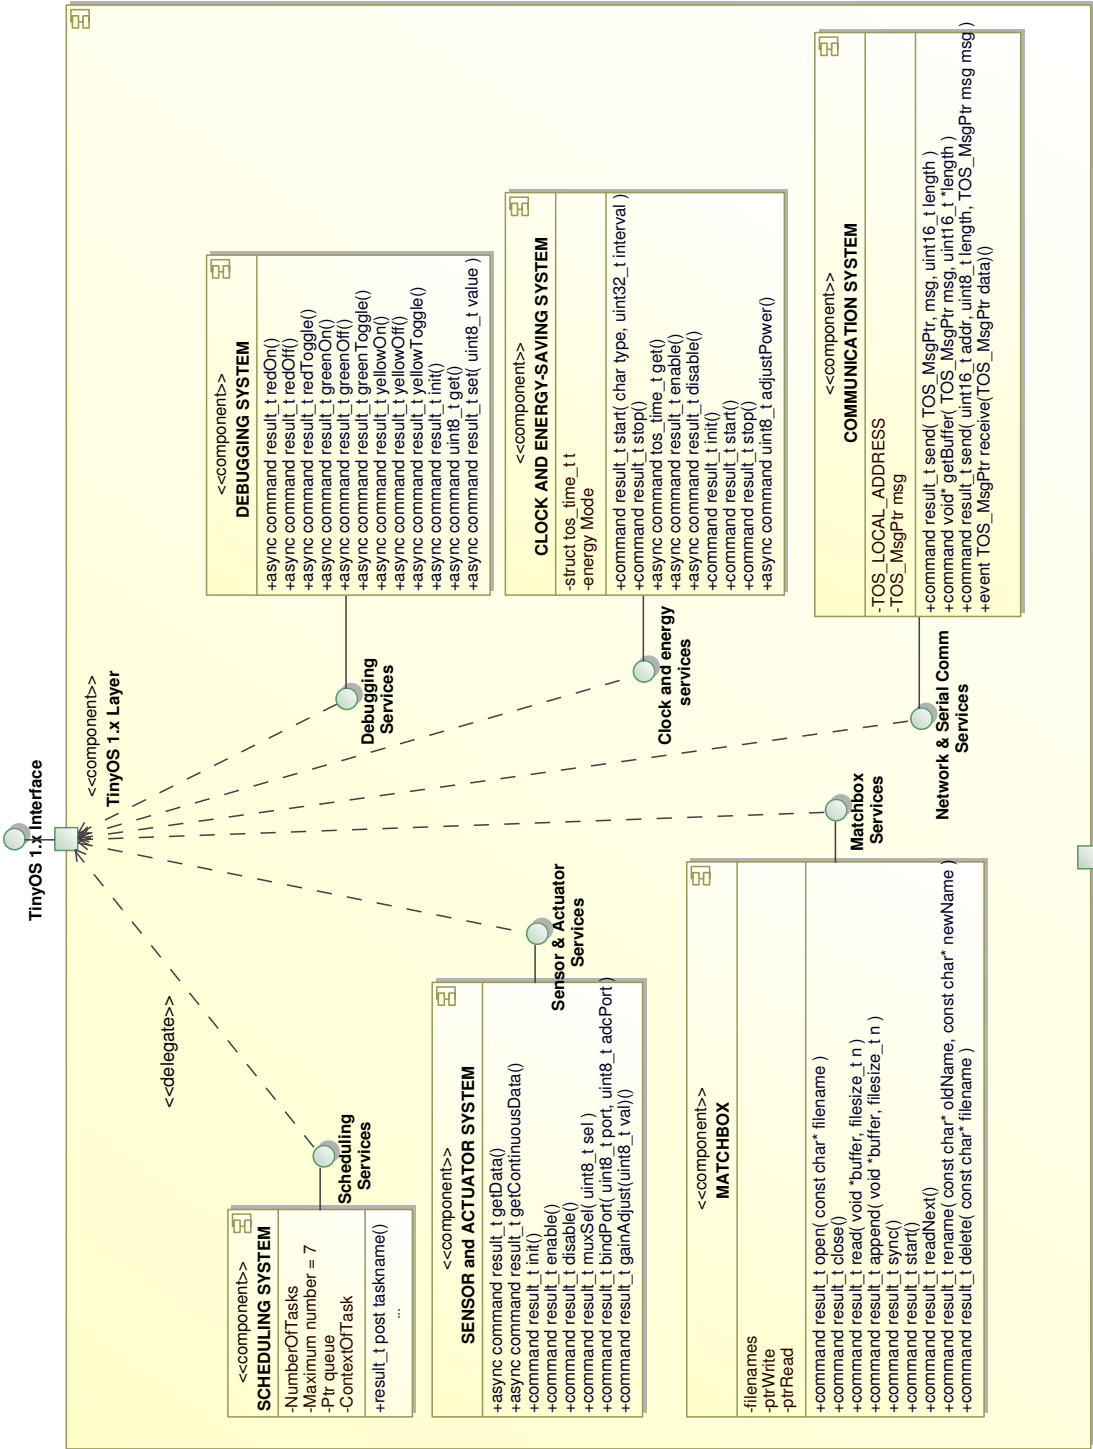 TinyOS 1.x Interface
<<component>>
TinyOS 1.x Layer
<<delegate>>
<<component>>
SCHEDULING SYSTEM
-NumberOfTasks
-Maximum number = 7
-Ptr queue
-ContextOfTask
+result_t post taskname()
...
Scheduling
Services
<<component>>
DEBUGGING SYSTEM
+async command result_t redOn()
+async command result_t redOff()
+async command result_t redToggle()
+async command result_t greenOn()
+async command result_t greenOff()
+async command result_t greenToggle()
+async command result_t yellowOn()
+async command result_t yellowOff()
+async command result_t yellowToggle()
+async command result_t init()
+async command uint8_t get()
+async command result_t set( uint8_t value )
Debugging
Services
<<component>>
SENSOR and ACTUATOR SYSTEM
+async command result_t getData()
+async command result_t getContinuousData()
+command result_t init()
+command result_t enable()
+command result_t disable()
+command result_t muxSel( uint8_t sel )
+command result_t bindPort( uint8_t port, uint8_t adcPort )
+command result_t gainAdjust(uint8_t val)()
Sensor & Actuator
Services
<<component>>
CLOCK AND ENERGY-SAVING SYSTEM
-struct tos_time_t t
-energy Mode
+command result_t start( char type, uint32_t interval )
+command result_t stop()
+async command tos_time_t get()
+async command result_t enable()
+async command result_t disable()
+command result_t init()
+command result_t start()
+command result_t stop()
+async command uint8_t adjustPower()
Clock and energy
services
<<component>>
MATCHBOX
-filenames
-ptrWrite
-ptrRead
+command result_t open( const char* filename )
+command result_t close()
+command result_t read( void *buffer, filesize_t n )
+command result_t append( void *buffer, filesize_t n )
+command result_t sync()
+command result_t start()
+command result_t readNext()
+command result_t rename( const char* oldName, const char* newName )
+command result_t delete( const char* filename )
Matchbox
Services
<<component>>
COMMUNICATION SYSTEM
-TOS_LOCAL_ADDRESS
-TOS_MsgPtr msg
+command result_t send( TOS_MsgPtr, msg, uint16_t length )
+command void* getBuffer( TOS_MsgPtr msg, uint16_t *length )
+command result_t send( uint16_t addr, uint8_t length, TOS_MsgPtr msg msg )
+event TOS_MsgPtr receive(TOS_MsgPtr data)()
Network & Serial Comm
Services